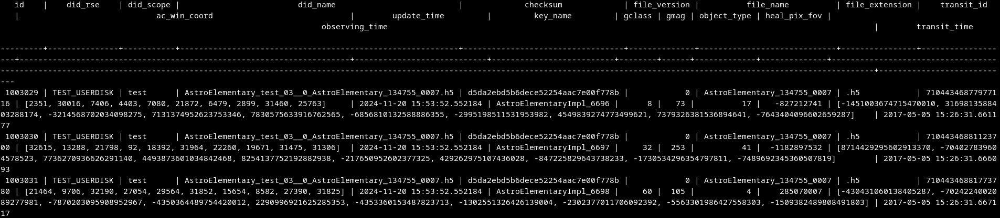 id | did_rse | did_scope | did_name | checksum | file_version | file_name | file_extension | transit_id
| ac_win_coord | update_time | key_name | gclass | gmag | object_type | heal_pix_fov |
observing_time | transit_time
---------+---------------+-----------+----------------------------------------------------------------+-------------------------------------+--------------+-------------------------------+----------------+-----------------
---+----------------------------------------------------------------------------+------------------------------+----------------------------+--------+------+-------------+--------------+--------------------------------------
-------------------------------------------------------------------------------------------------------------------------------------------------------------------------------------------------------+---------------------------
---
1003029 | TEST_USERDISK | test | AstroElementary_test_03__0_AstroElementary_134755_0007.h5 | d5da2ebd5b6dece52254aac7e00f778b | 0 | AstroElementary_134755_0007 | .h5 | 710443468779771
16 | [2351, 30016, 7406, 4403, 7080, 21872, 6479, 2899, 31460, 25763] | 2024-11-20 15:53:52.552184 | AstroElementaryImpl_6696 | 8 | 73 | 17 | -827212741 | [-1451003674715470010, 31698135884
03288174, -3214568702034098275, 7131374952623753346, 7830575633916762565, -6856810132588886355, -2995198511531953982, 4549839274773499621, 7379326381536894641, -7643404096602659287] | 2017-05-05 15:26:31.6611
77
1003030 | TEST_USERDISK | test | AstroElementary_test_03__0_AstroElementary_134755_0007.h5 | d5da2ebd5b6dece52254aac7e00f778b | 0 | AstroElementary_134755_0007 | .h5 | 710443468811237
00 | [32615, 13288, 21798, 92, 18392, 31964, 22260, 19671, 31475, 31306] | 2024-11-20 15:53:52.552184 | AstroElementaryImpl_6697 | 32 | 253 | 41 | -1182897532 | [8714429295602913370, -70402783960
4578523, 7736270936626291140, 4493873601034842468, 8254137752192882938, -217650952602377325, 429262975107436028, -847225829643738233, -1730534296354797811, -7489692345360507819] | 2017-05-05 15:26:31.6660
93
1003031 | TEST_USERDISK | test | AstroElementary_test_03__0_AstroElementary_134755_0007.h5 | d5da2ebd5b6dece52254aac7e00f778b | 0 | AstroElementary_134755_0007 | .h5 | 710443468817737
80 | [21464, 9706, 32190, 27054, 29564, 31852, 15654, 8582, 27390, 31825] | 2024-11-20 15:53:52.552184 | AstroElementaryImpl_6698 | 60 | 105 | 4 | 285070007 | [-430431060138405287, -70242240020
89277981, -7870203095908952967, -4350364489754420012, 2290996921625285353, -4353360153487823713, -1302551326426139004, -2302377011706092392, -5563301986427558303, -1509382489808491803] | 2017-05-05 15:26:31.6671
17